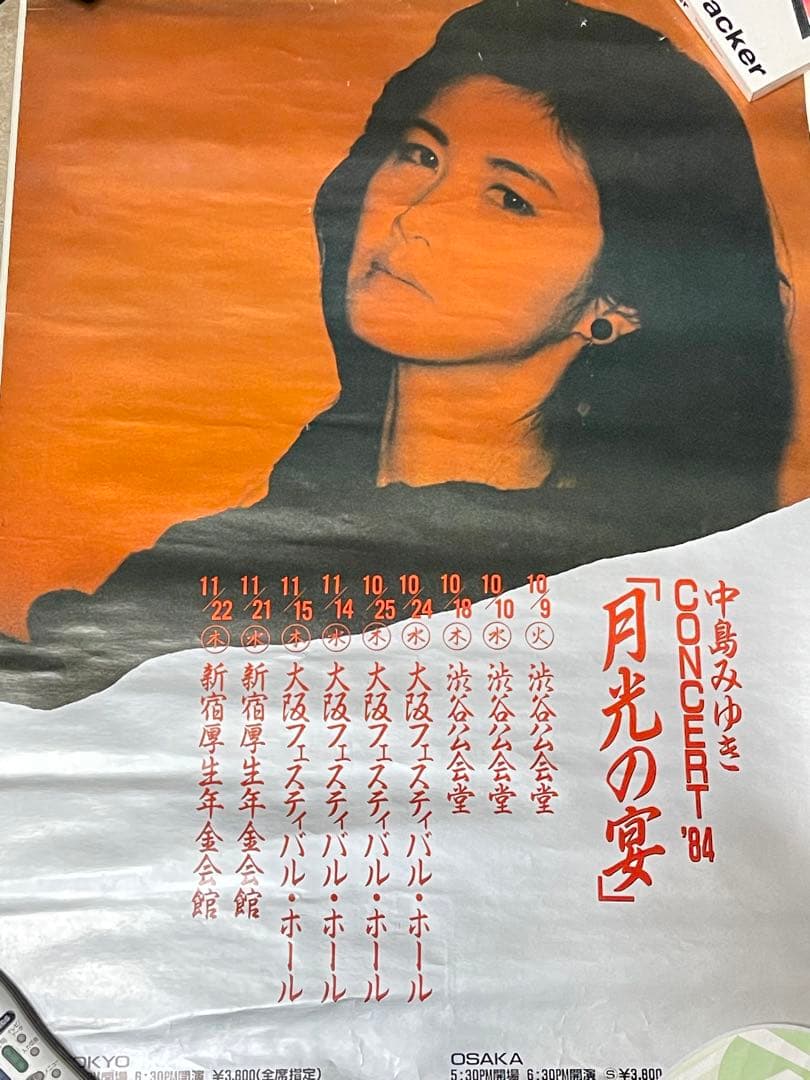 acker
中島みゆき
CONCERT '84
「月光の宴」
10/9 火 渋谷公会堂
10/10 水 渋谷公会堂
10/18 木 渋谷公会堂
10/24 水 大阪フェスティバル・ホール
10/25 木 大阪フェスティバル・ホール
11/14 水 大阪フェスティバル・ホール
11/15 木 大阪フェスティバル・ホール
11/21 水 新宿厚生年金会館
11/22 木 新宿厚生年金会館
OKYO
PM開場 6:30PM開演 ¥3,800(全席指定)
OSAKA
5:30PM開場 6:30PM開演 Ⓢ¥3,800